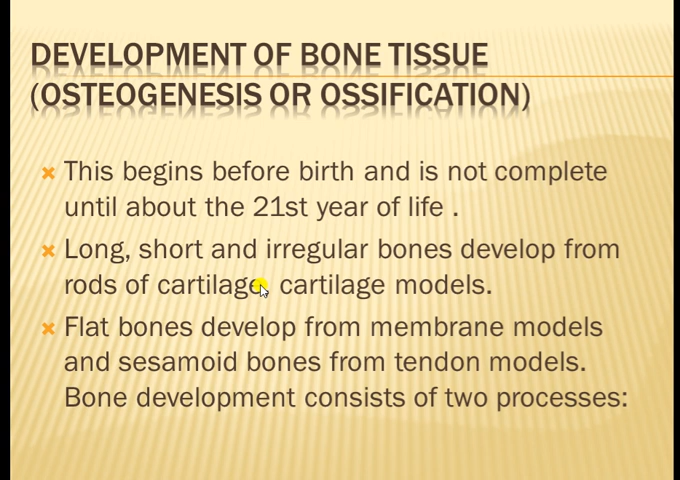 DEVELOPMENT OF BONE TISSUE
(OSTEOGENESIS OR OSSIFICATION)
This begins before birth and is not complete
until about the 21st year of life .
Long, short and irregular bones develop from
rods of cartilage, cartilage models.
Flat bones develop from membrane models
and sesamoid bones from tendon models.
Bone development consists of two processes: